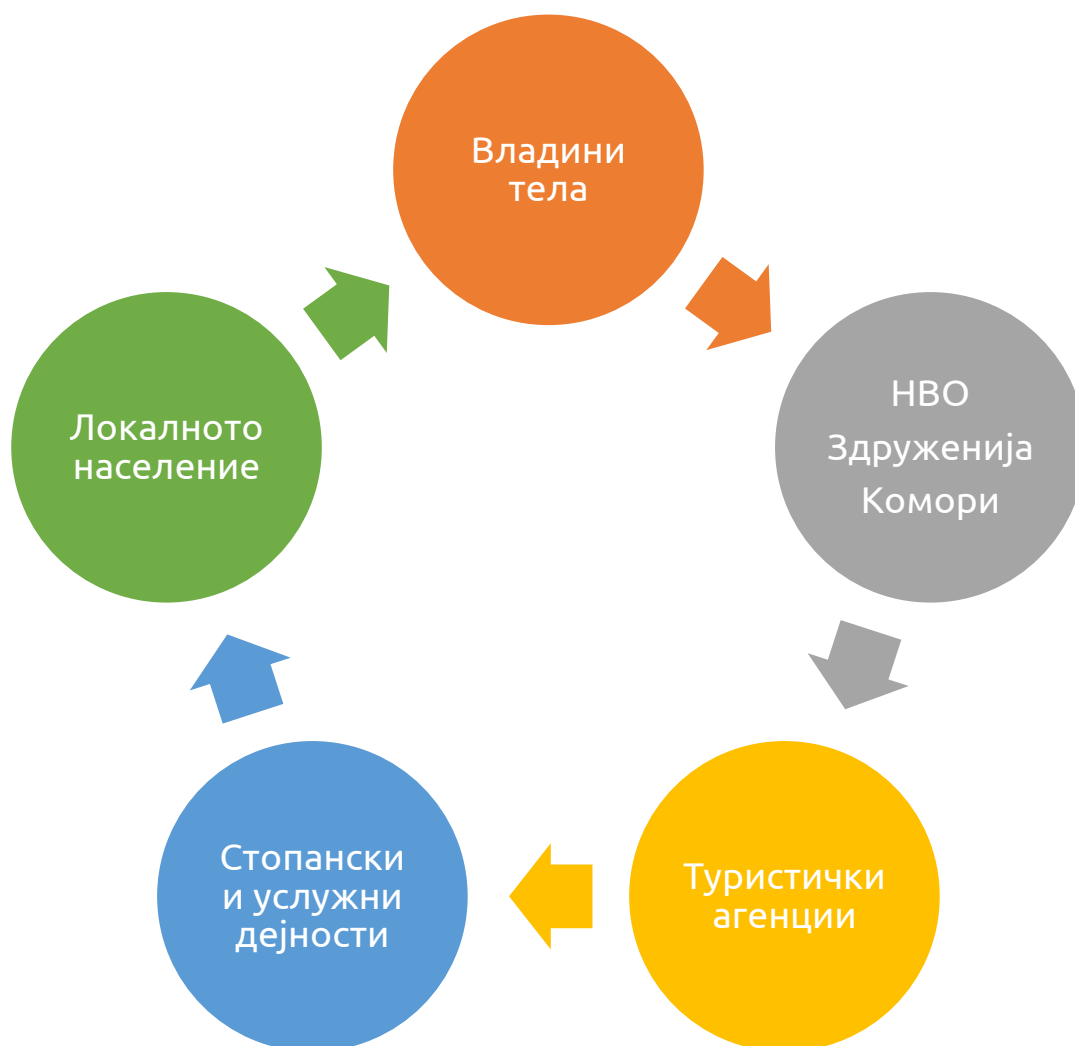 Владини
тела
НВО
Здруженија
Комори
Туристички
агенции
Стопански
и услужни
дејности
Локалното
население